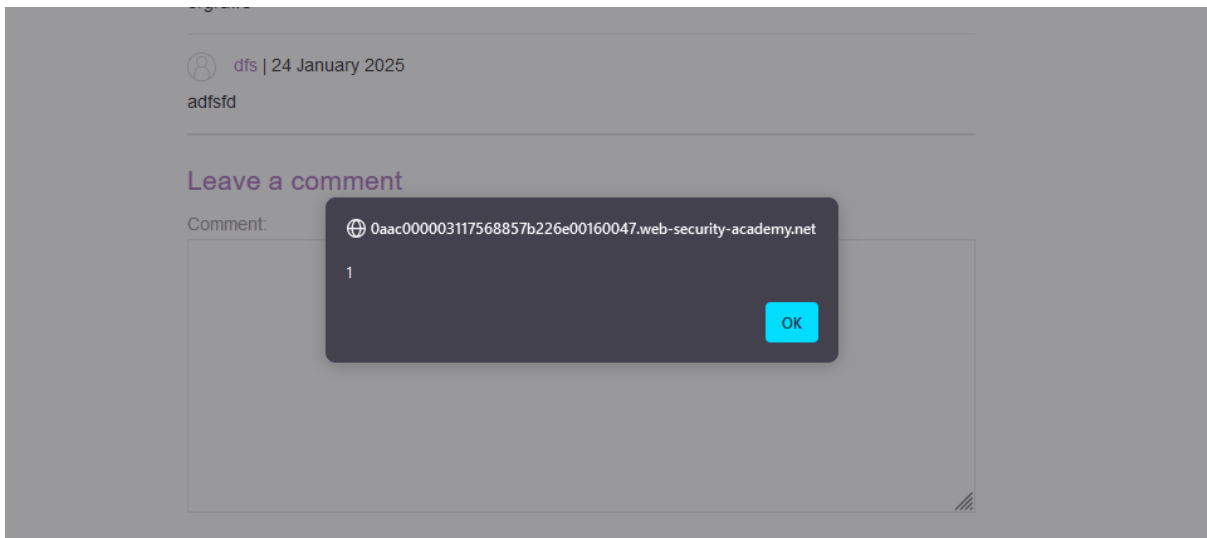 dfs | 24 January 2025
adfsfd
Leave a comment
Comment:
0aac000003117568857b226e00160047.web-security-academy.net
1
OK